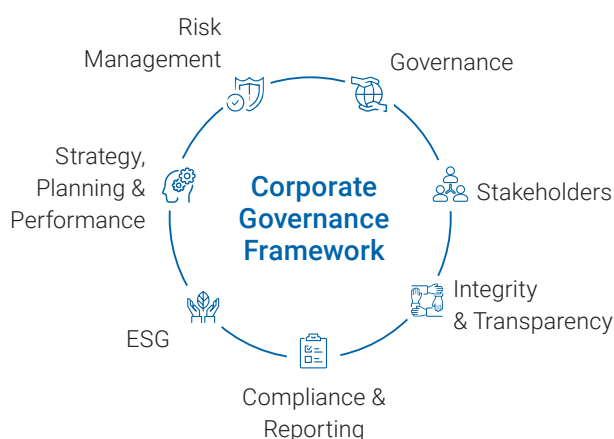 Risk
Management
Governance
Strategy,
Planning &
Performance
Corporate
Governance
Framework
Stakeholders
Integrity
& Transparency
ESG
Compliance &
Reporting